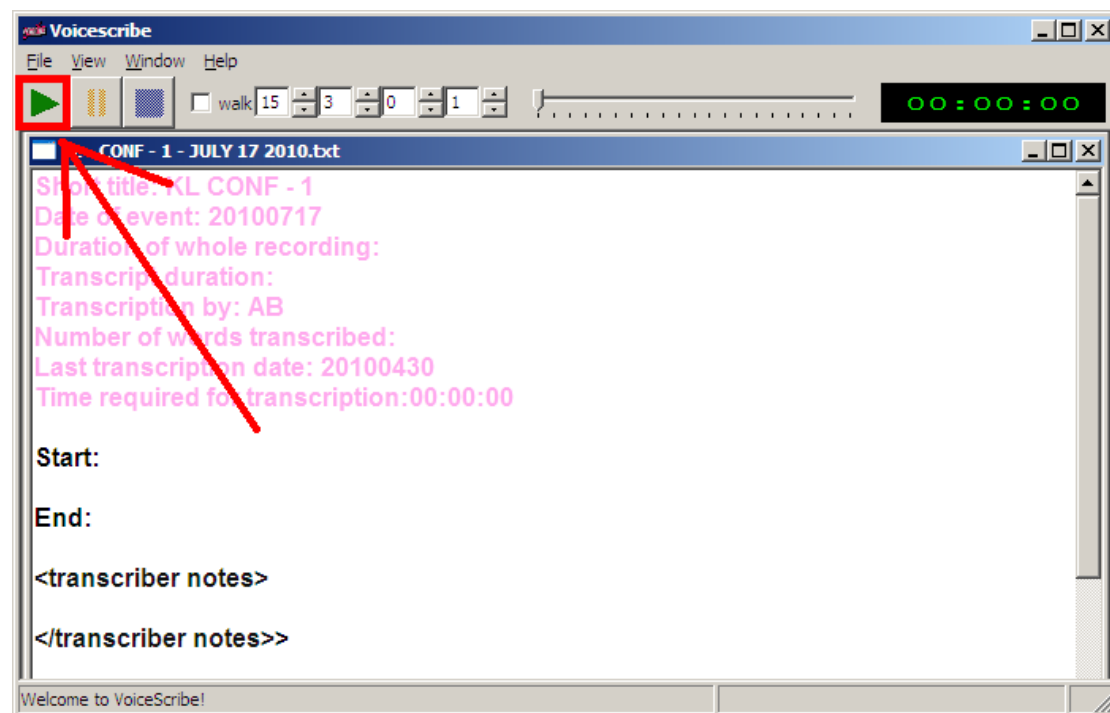 Voicescribe
File View Window Help
walk 15 3 0 1 00:00:00
CONF - 1 - JULY 17 2010.txt
Short title: KL CONF - 1
Date of event: 20100717
Duration of whole recording:
Transcript duration:
Transcription by: AB
Number of words transcribed:
Last transcription date: 20100430
Time required for transcription:00:00:00
Start:
End:
<transcriber notes>
</transcriber notes>>
Welcome to VoiceScribe!